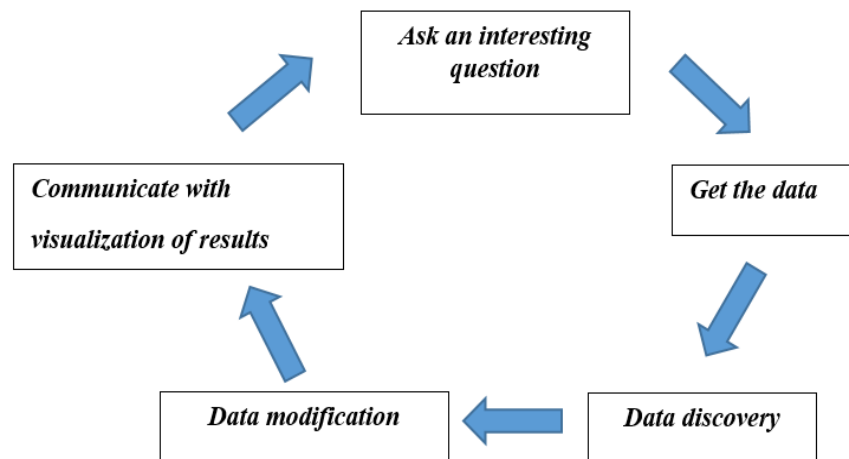 Ask an interesting
question
Get the data
Data discovery
Data modification
Communicate with
visualization of results